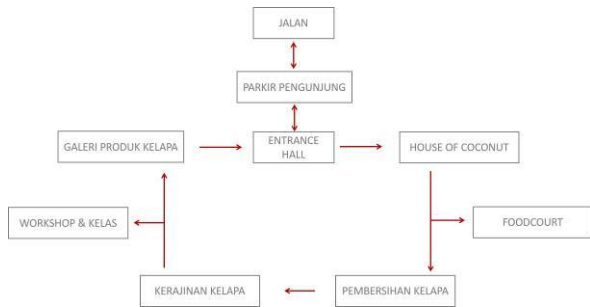 JALAN
PARKIR PENGUNJUNG
GALERI PRODUK KELAPA
ENTRANCE
HALL
HOUSE OF COCONUT
WORKSHOP & KELAS
FOODCOURT
KERAJINAN KELAPA
PEMBERSIHAN KELAPA